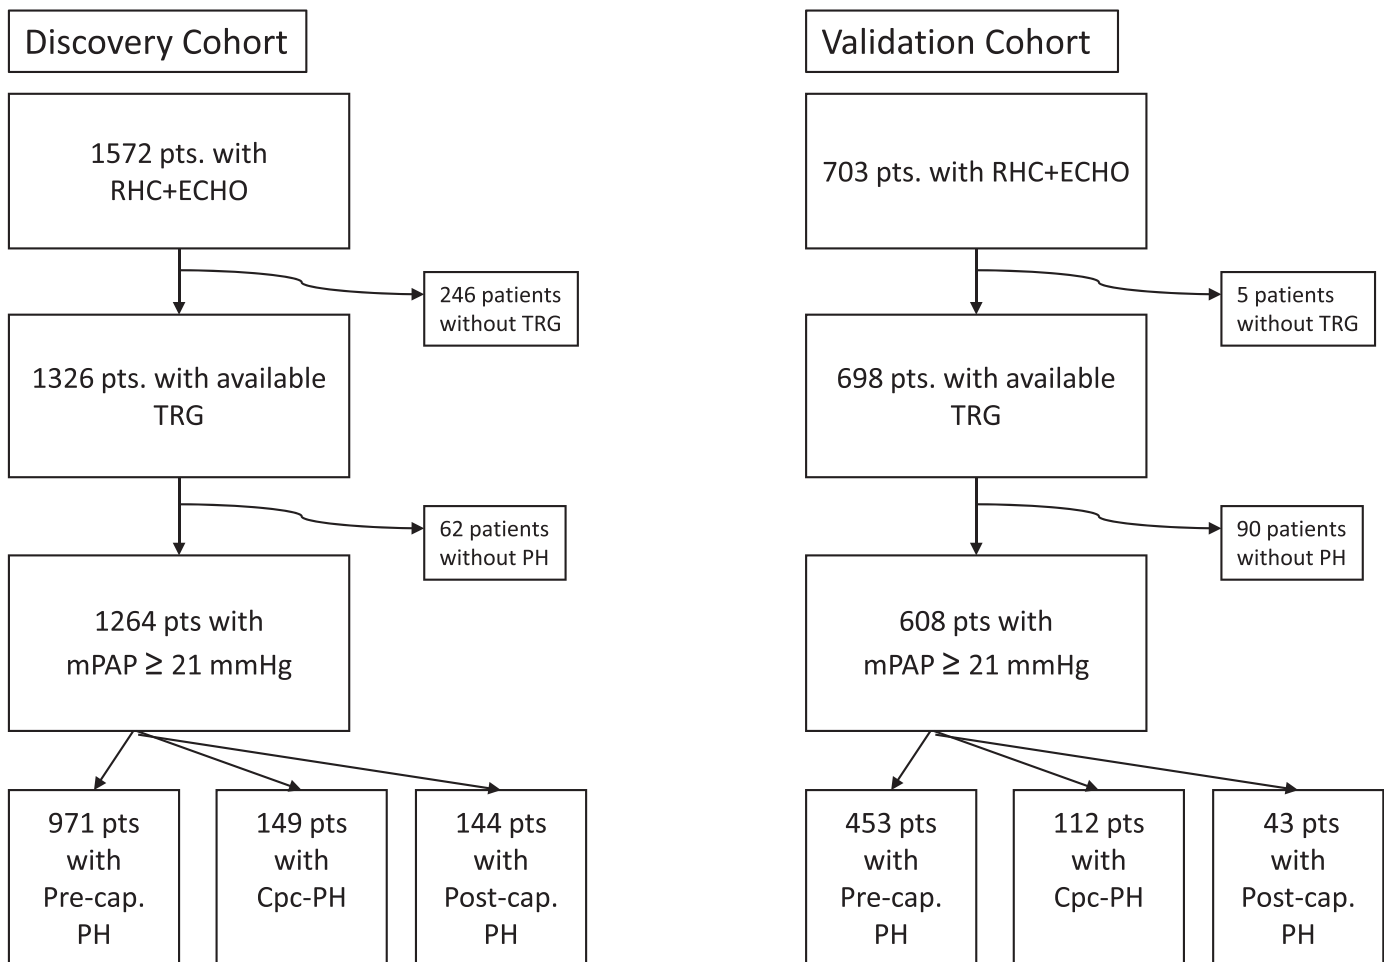 Discovery Cohort
1572 pts. with
RHC+ECHO
246 patients
without TRG
1326 pts. with available
TRG
62 patients
without PH
1264 pts with
mPAP ≥ 21 mmHg
971 pts
with
Pre-cap.
PH
149 pts
with
Cpc-PH
144 pts
with
Post-cap.
PH
Validation Cohort
703 pts. with RHC+ECHO
5 patients
without TRG
698 pts. with available
TRG
90 patients
without PH
608 pts with
mPAP ≥ 21 mmHg
453 pts
with
Pre-cap.
PH
112 pts
with
Cpc-PH
43 pts
with
Post-cap.
PH